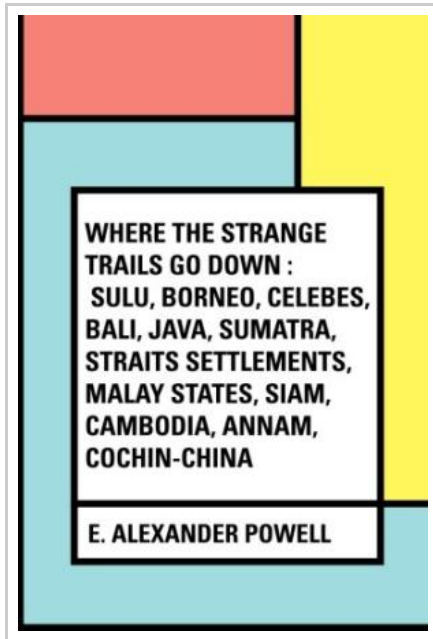 WHERE THE STRANGE
TRAILS GO DOWN :
SULU, BORNEO, CELEBES,
BALI, JAVA, SUMATRA,
STRAITS SETTLEMENTS,
MALAY STATES, SIAM,
CAMBODIA, ANNAM,
COCHIN-CHINA
E. ALEXANDER POWELL